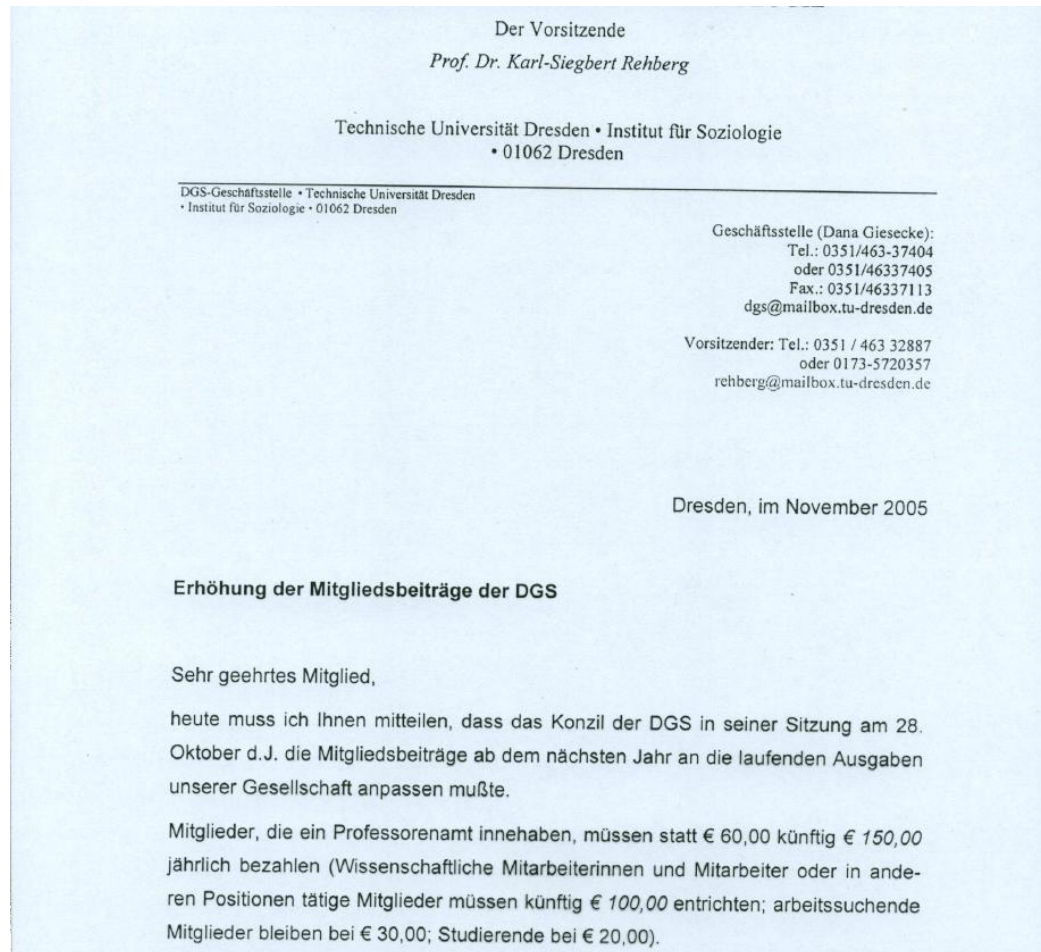 Der Vorsitzende
Prof. Dr. Karl-Siegbert Rehberg
Technische Universität Dresden • Institut für Soziologie
• 01062 Dresden
DGS-Geschäftsstelle • Technische Universität Dresden
• Institut für Soziologie • 01062 Dresden
Geschäftsstelle (Dana Giesecke):
Tel.: 0351/463-37404
oder 0351/46337405
Fax.: 0351/46337113
dgs@mailbox.tu-dresden.de
Vorsitzender: Tel.: 0351 / 463 32887
oder 0173-5720357
rehberg@mailbox.tu-dresden.de
Dresden, im November 2005
Erhöhung der Mitgliedsbeiträge der DGS
Sehr geehrtes Mitglied,
heute muss ich Ihnen mitteilen, dass das Konzil der DGS in seiner Sitzung am 28.
Oktober d.J. die Mitgliedsbeiträge ab dem nächsten Jahr an die laufenden Ausgaben
unserer Gesellschaft anpassen mußte.
Mitglieder, die ein Professorenamt innehaben, müssen statt € 60,00 künftig € 150,00
jährlich bezahlen (Wissenschaftliche Mitarbeiterinnen und Mitarbeiter oder in ande-
ren Positionen tätige Mitglieder müssen künftig € 100,00 entrichten; arbeitssuchende
Mitglieder bleiben bei € 30,00; Studierende bei € 20,00).